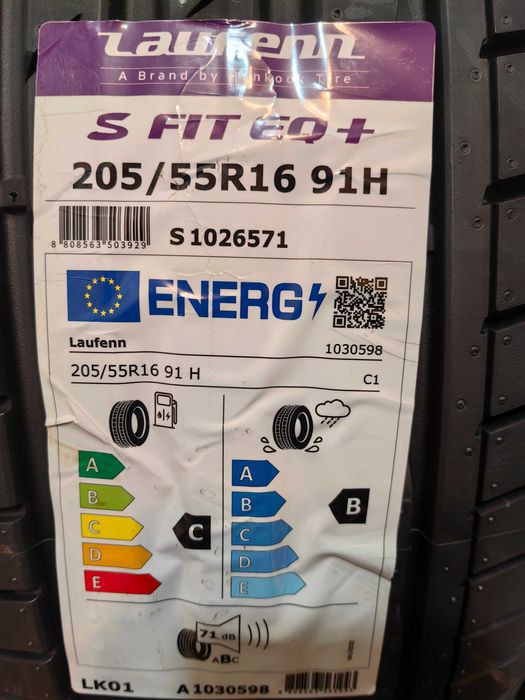 Laufenn
A Brand by Hankook Tire
S FIT EQ+
205/55R16 91H
8 808563 503929
S 1026571
ENERG
Laufenn
1030598
205/55R16 91 H
C1
A
B
C
D
E
C
A
B
C
D
E
B
71 dB
ABC
LK01
A 1030598